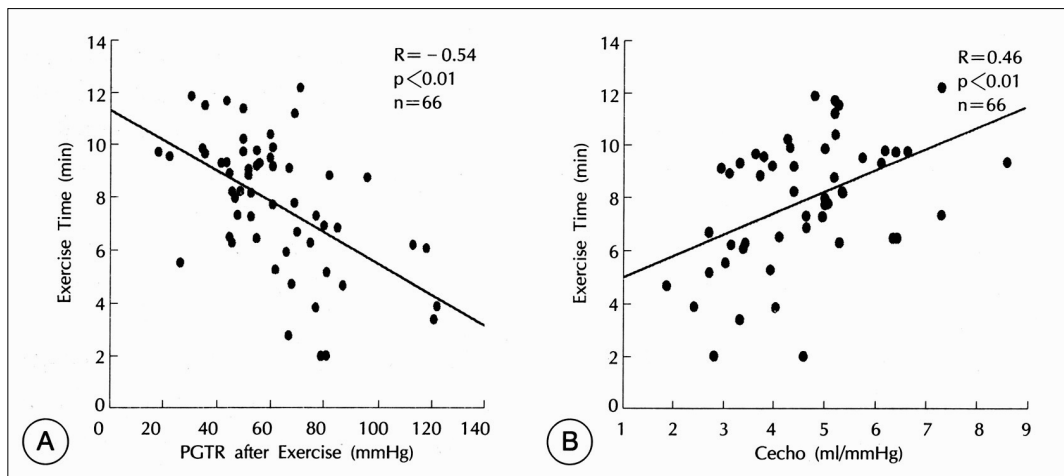 14
12
10
8
6
4
2
0
Exercise Time (min)
R=－0.54
p<0.01
n=66
20 40 60 80 100 120 140
PGTR after Exercise (mmHg)
A
14
12
10
8
6
4
2
0
Exercise Time (min)
R=0.46
p<0.01
n=66
1 2 3 4 5 6 7 8 9
Cecho (ml/mmHg)
B